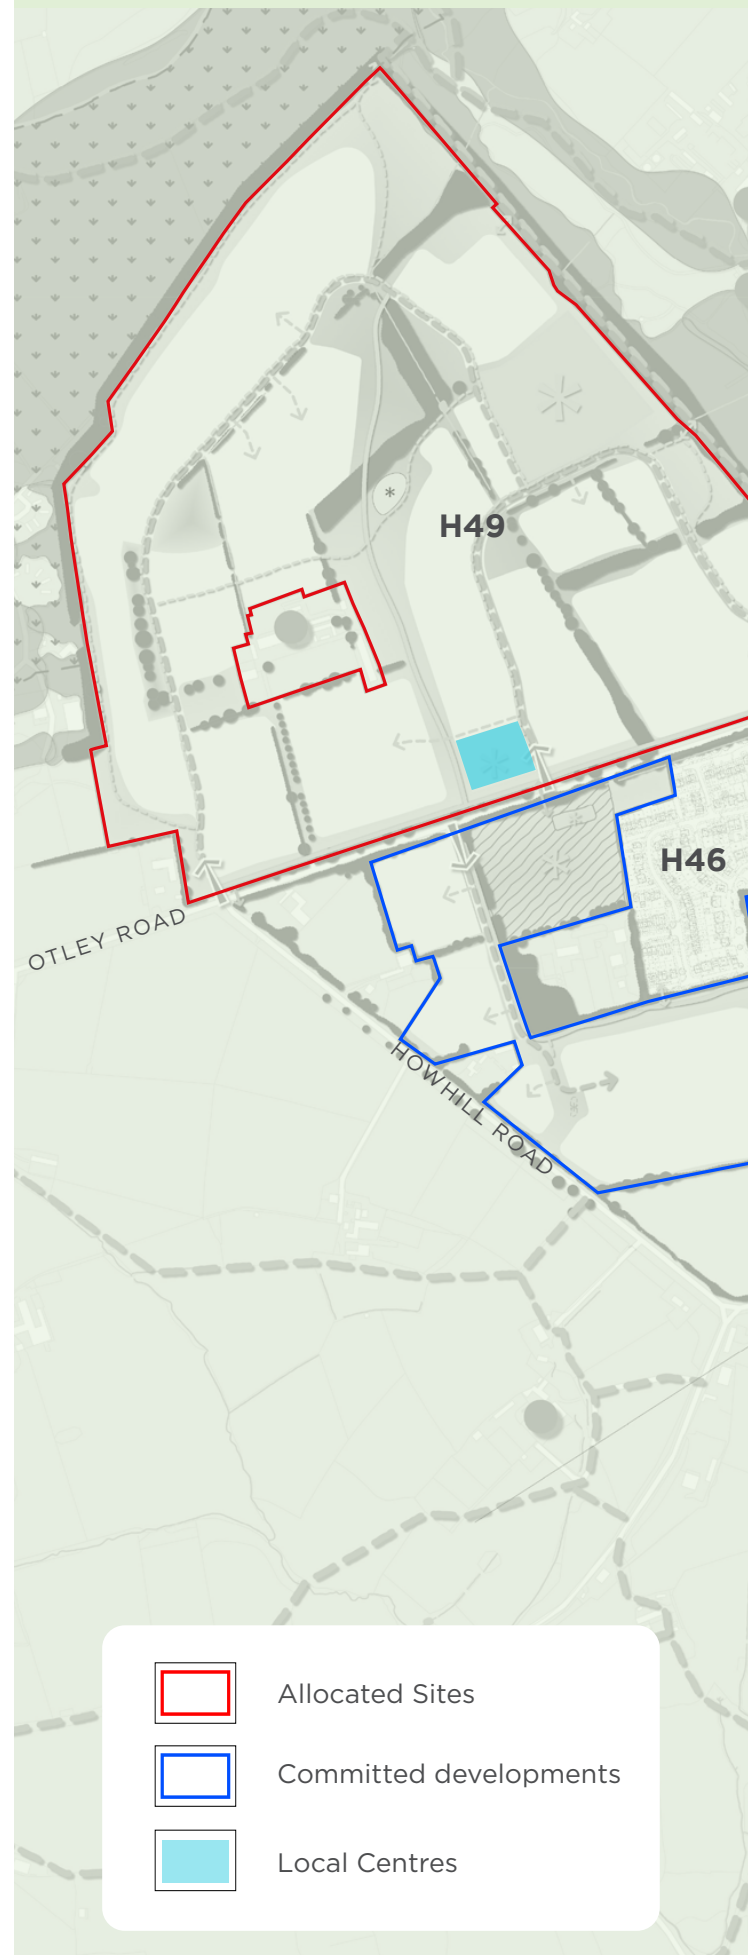 H49
H46
OTLEY ROAD
HOWHILL ROAD
Allocated Sites
Committed developments
Local Centres